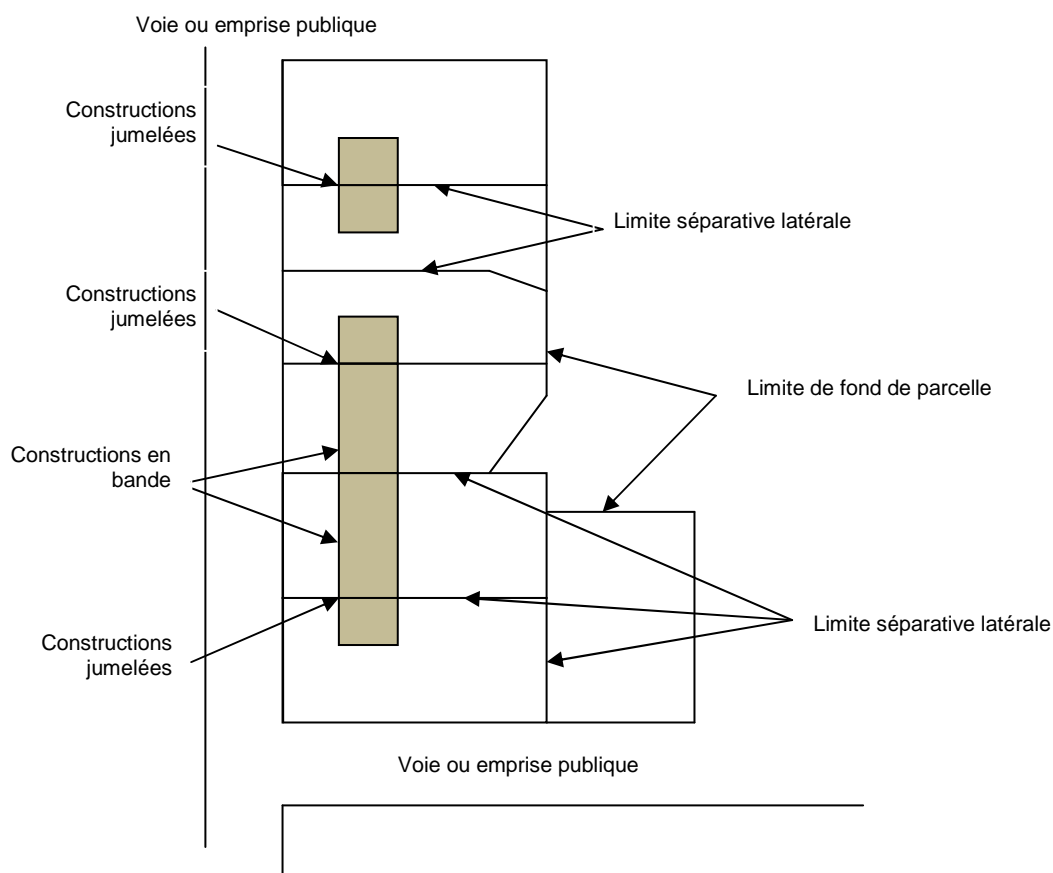 Voie ou emprise publique
Constructions
jumelées
Limite séparative latérale
Constructions
jumelées
Limite de fond de parcelle
Constructions en
bande
Limite séparative latérale
Constructions
jumelées
Voie ou emprise publique